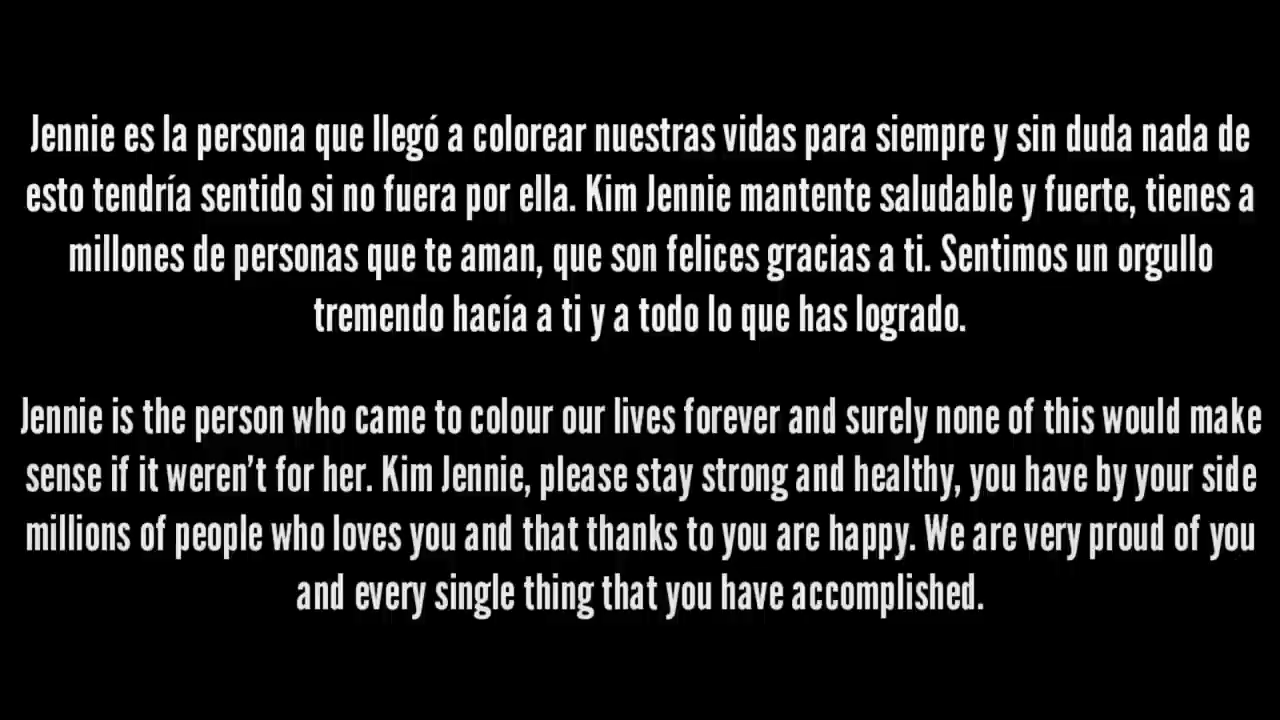 Jennie es la persona que llegó a colorear nuestras vidas para siempre y sin duda nada de
esto tendría sentido si no fuera por ella. Kim Jennie mantente saludable y fuerte, tienes a
millones de personas que te aman, que son felices gracias a ti. Sentimos un orgullo
tremendo hacía a ti y a todo lo que has logrado.
Jennie is the person who came to colour our lives forever and surely none of this would make
sense if it weren't for her. Kim Jennie, please stay strong and healthy, you have by your side
millions of people who loves you and that thanks to you are happy. We are very proud of you
and every single thing that you have accomplished.